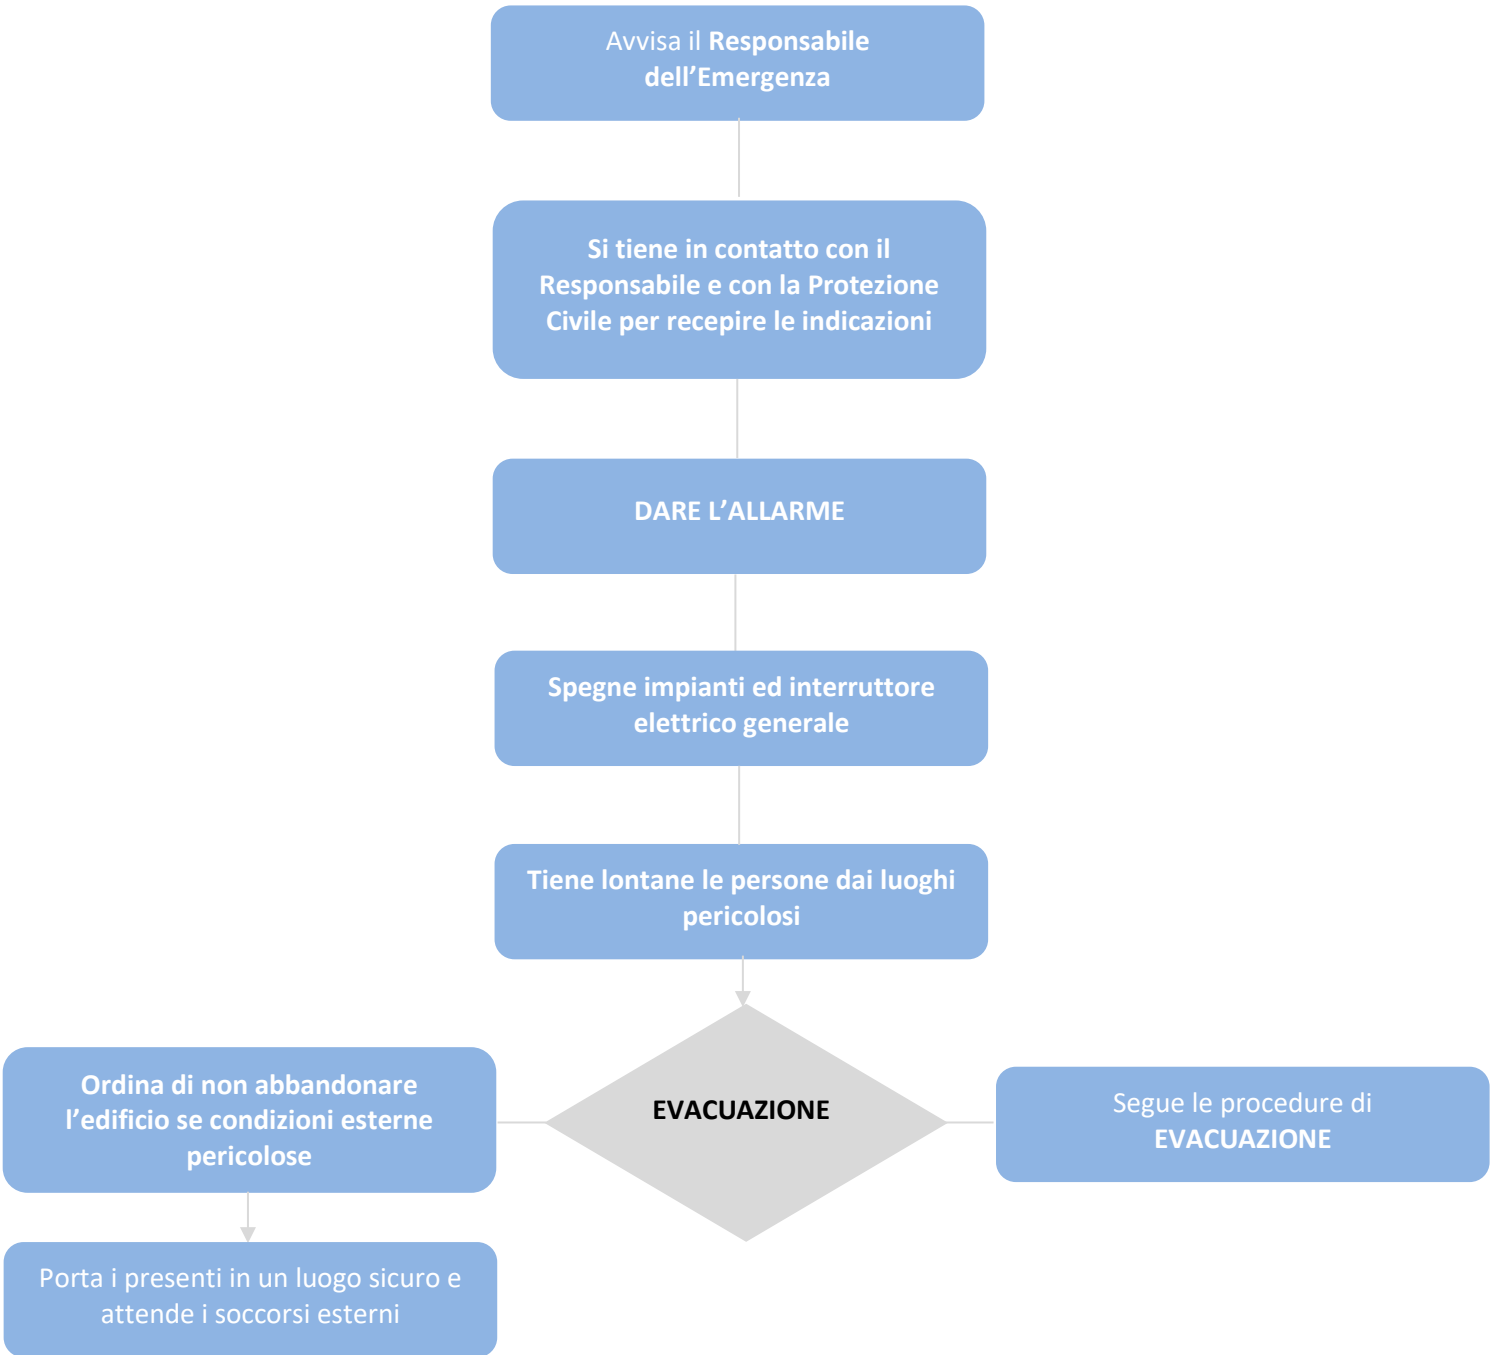 Avvisa il Responsabile
dell’Emergenza
Si tiene in contatto con il
Responsabile e con la Protezione
Civile per recepire le indicazioni
DARE L’ALLARME
Spegne impianti ed interruttore
elettrico generale
Tiene lontane le persone dai luoghi
pericolosi
EVACUAZIONE
Ordina di non abbandonare
l’edificio se condizioni esterne
pericolose
Segue le procedure di
EVACUAZIONE
Porta i presenti in un luogo sicuro e
attende i soccorsi esterni